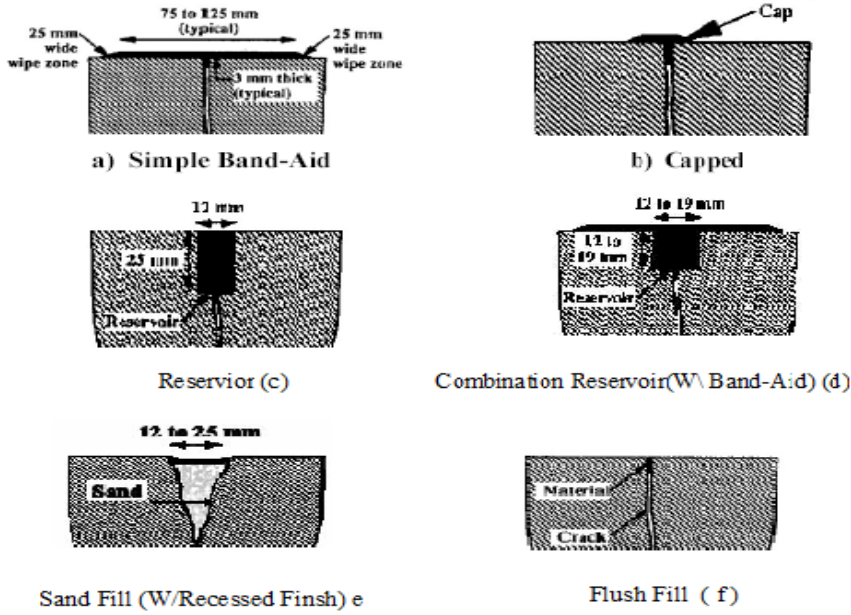 75 to 125 mm
(typical)
25 mm
wide
wipe zone
25 mm
wide
wipe zone
3 mm thick
(typical)
a) Simple Band-Aid
Cap
b) Capped
12 mm
25 mm
Reservoir
Reservior (c)
12 to 19 mm
12 to
19 mm
Reservoir
Combination Reservoir(W\ Band-Aid) (d)
12 to 25 mm
Sand
Sand Fill (W/Recessed Finsh) e
Material
Crack
Flush Fill ( f)